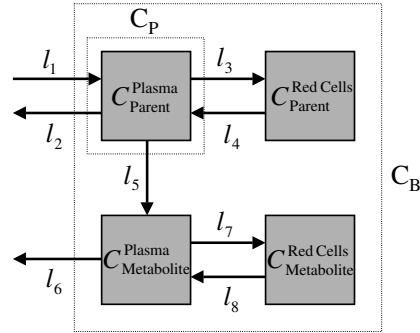 C_P
l_1
l_3
C^Plasma_Parent
C^Red Cells_Parent
l_2
l_4
l_5
C_B
l_7
C^Plasma_Metabolite
C^Red Cells_Metabolite
l_6
l_8